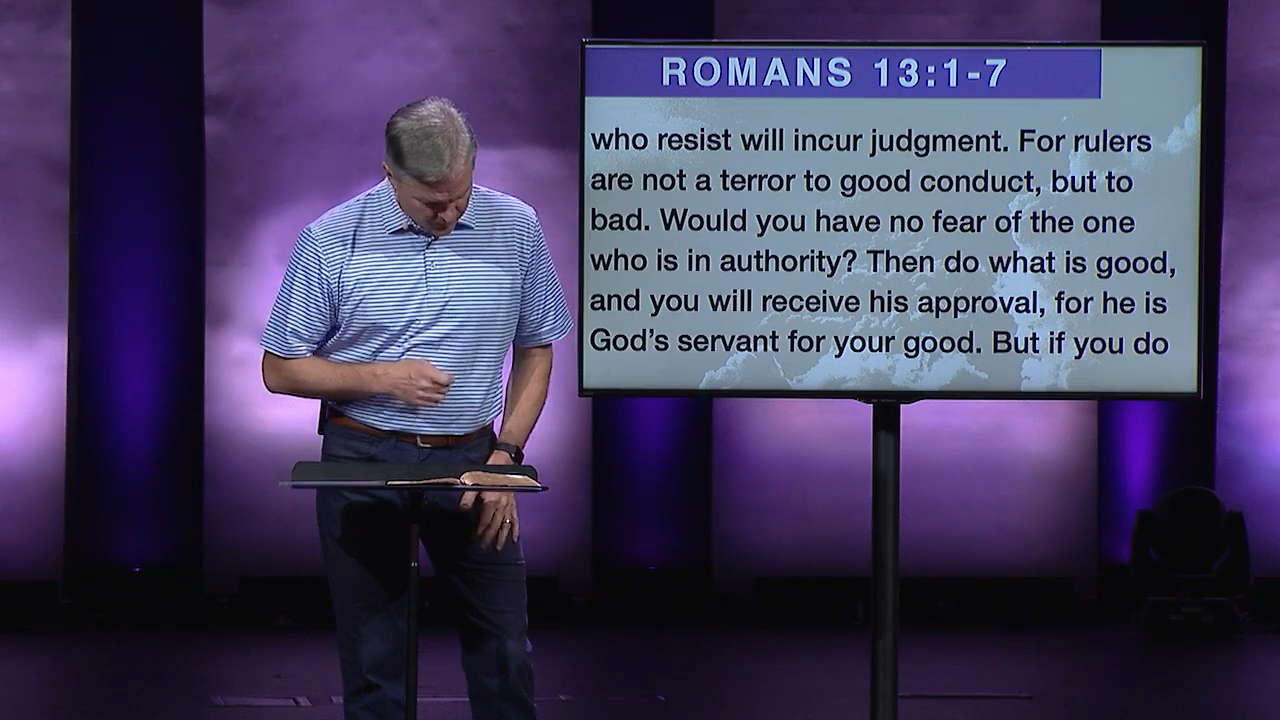 ROMANS 13:1-7
who resist will incur judgment. For rulers
are not a terror to good conduct, but to
bad. Would you have no fear of the one
who is in authority? Then do what is good,
and you will receive his approval, for he is
God's servant for your good. But if you do